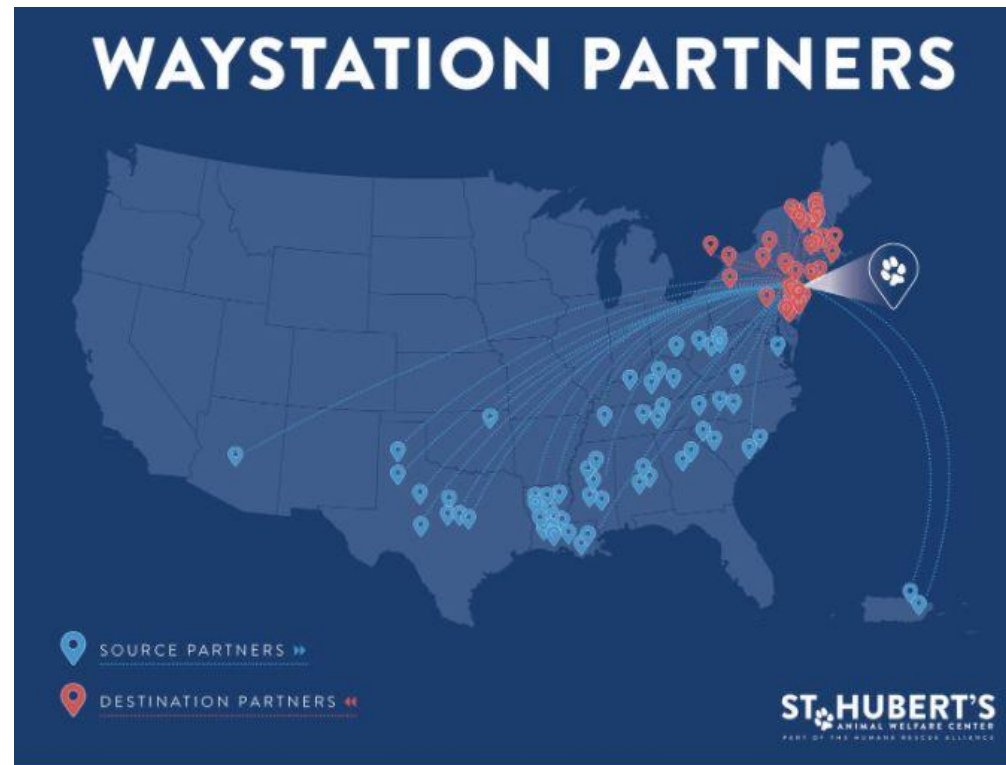 WAYSTATION PARTNERS
SOURCE PARTNERS
DESTINATION PARTNERS
ST. HUBERT'S
ANIMAL WELFARE CENTER
PART OF THE HUMANE RESCUE ALLIANCE